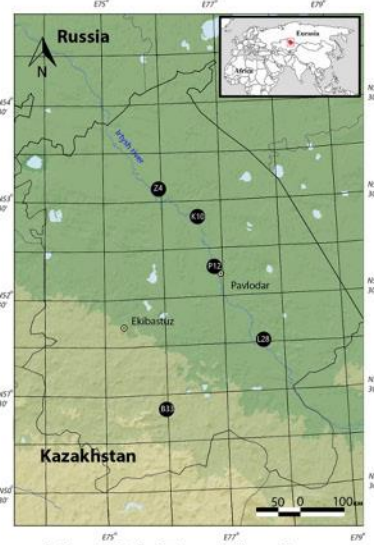 E75° E77° E79°
Russia
Eurasia
Africa
N
Irtysh river
Z4
K10
P12
Pavlodar
Ekibastuz
L28
B33
Kazakhstan
50 0 100
E75° E77° E79°